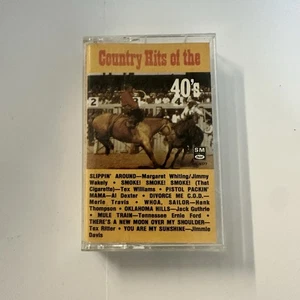 Country Hits of the
40's
2
3
4
SM
SLIPPIN' AROUND—Margaret Whiting/Jimmy
Wakely • SMOKE! SMOKE! SMOKE! (That
Cigarette)—Tex Williams • PISTOL PACKIN'
MAMA—Al Dexter • DIVORCE ME C.O.D.—
Merle Travis • WHOA, SAILOR—Hank
Thompson • OKLAHOMA HILLS—Jack Guthrie
• MULE TRAIN—Tennessee Ernie Ford •
THERE'S A NEW MOON OVER MY SHOULDER—
Tex Ritter • YOU ARE MY SUNSHINE—Jimmie
Davis